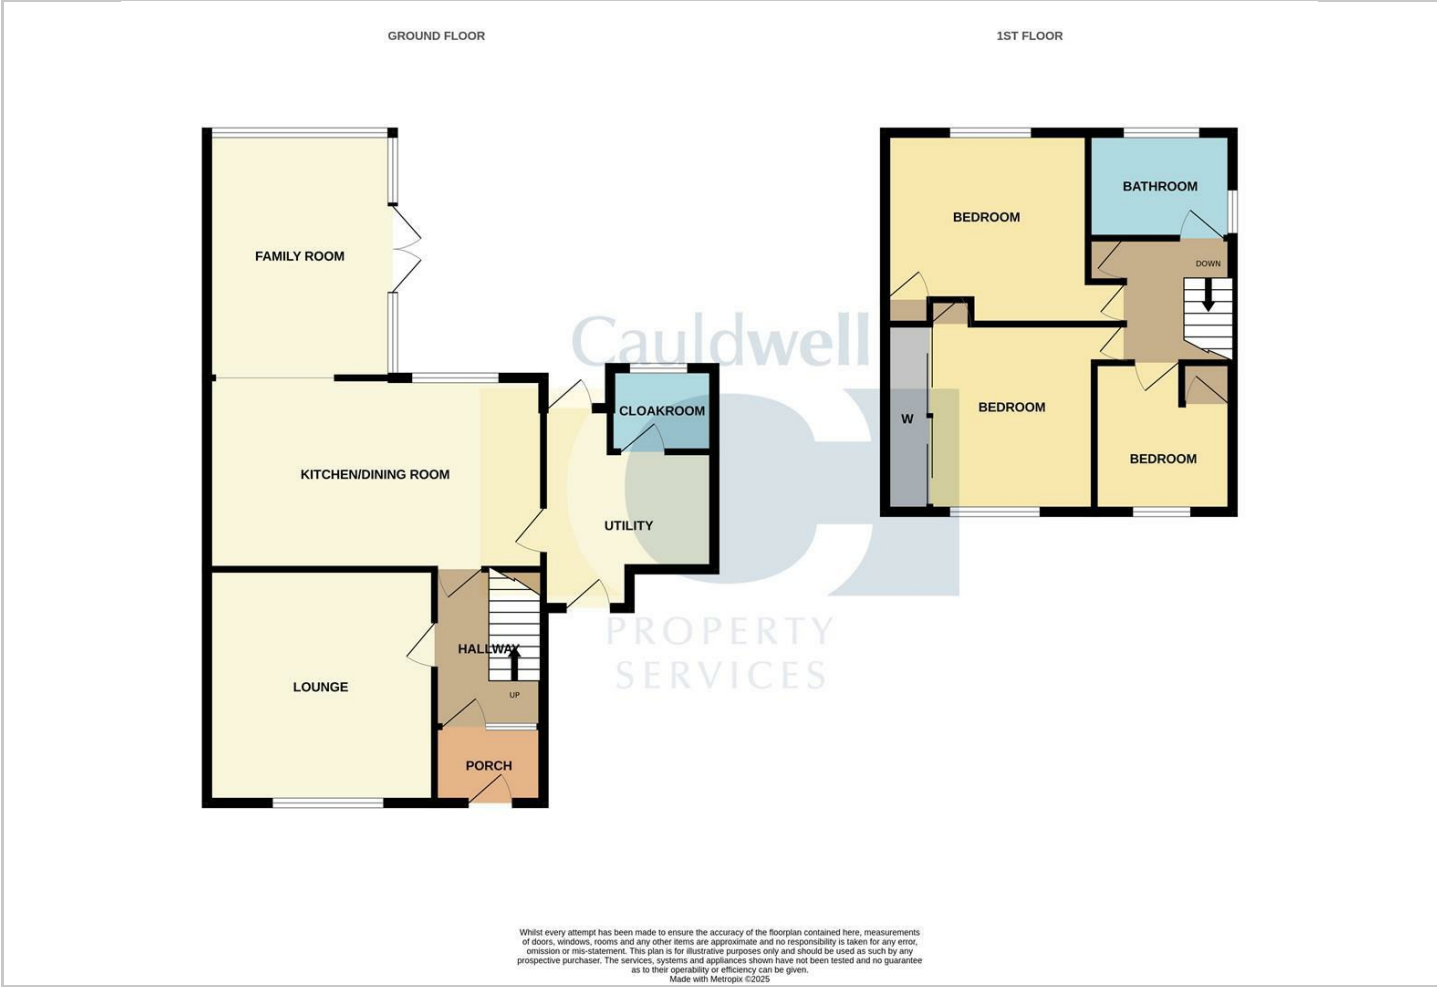 GROUND FLOOR
1ST FLOOR
FAMILY ROOM
KITCHEN/DINING ROOM
CLOAKROOM
UTILITY
HALLWAY
UP
LOUNGE
PORCH
BEDROOM
BATHROOM
DOWN
W
BEDROOM
BEDROOM
Cauldwell
PROPERTY
SERVICES
Whilst every attempt has been made to ensure the accuracy of the floorplan contained here, measurements
of doors, windows, rooms and any other items are approximate and no responsibility is taken for any error,
omission or mis-statement. This plan is for illustrative purposes only and should be used as such by any
prospective purchaser. The services, systems and appliances shown have not been tested and no guarantee
as to their operability or efficiency can be given.
Made with Metropix ©2025